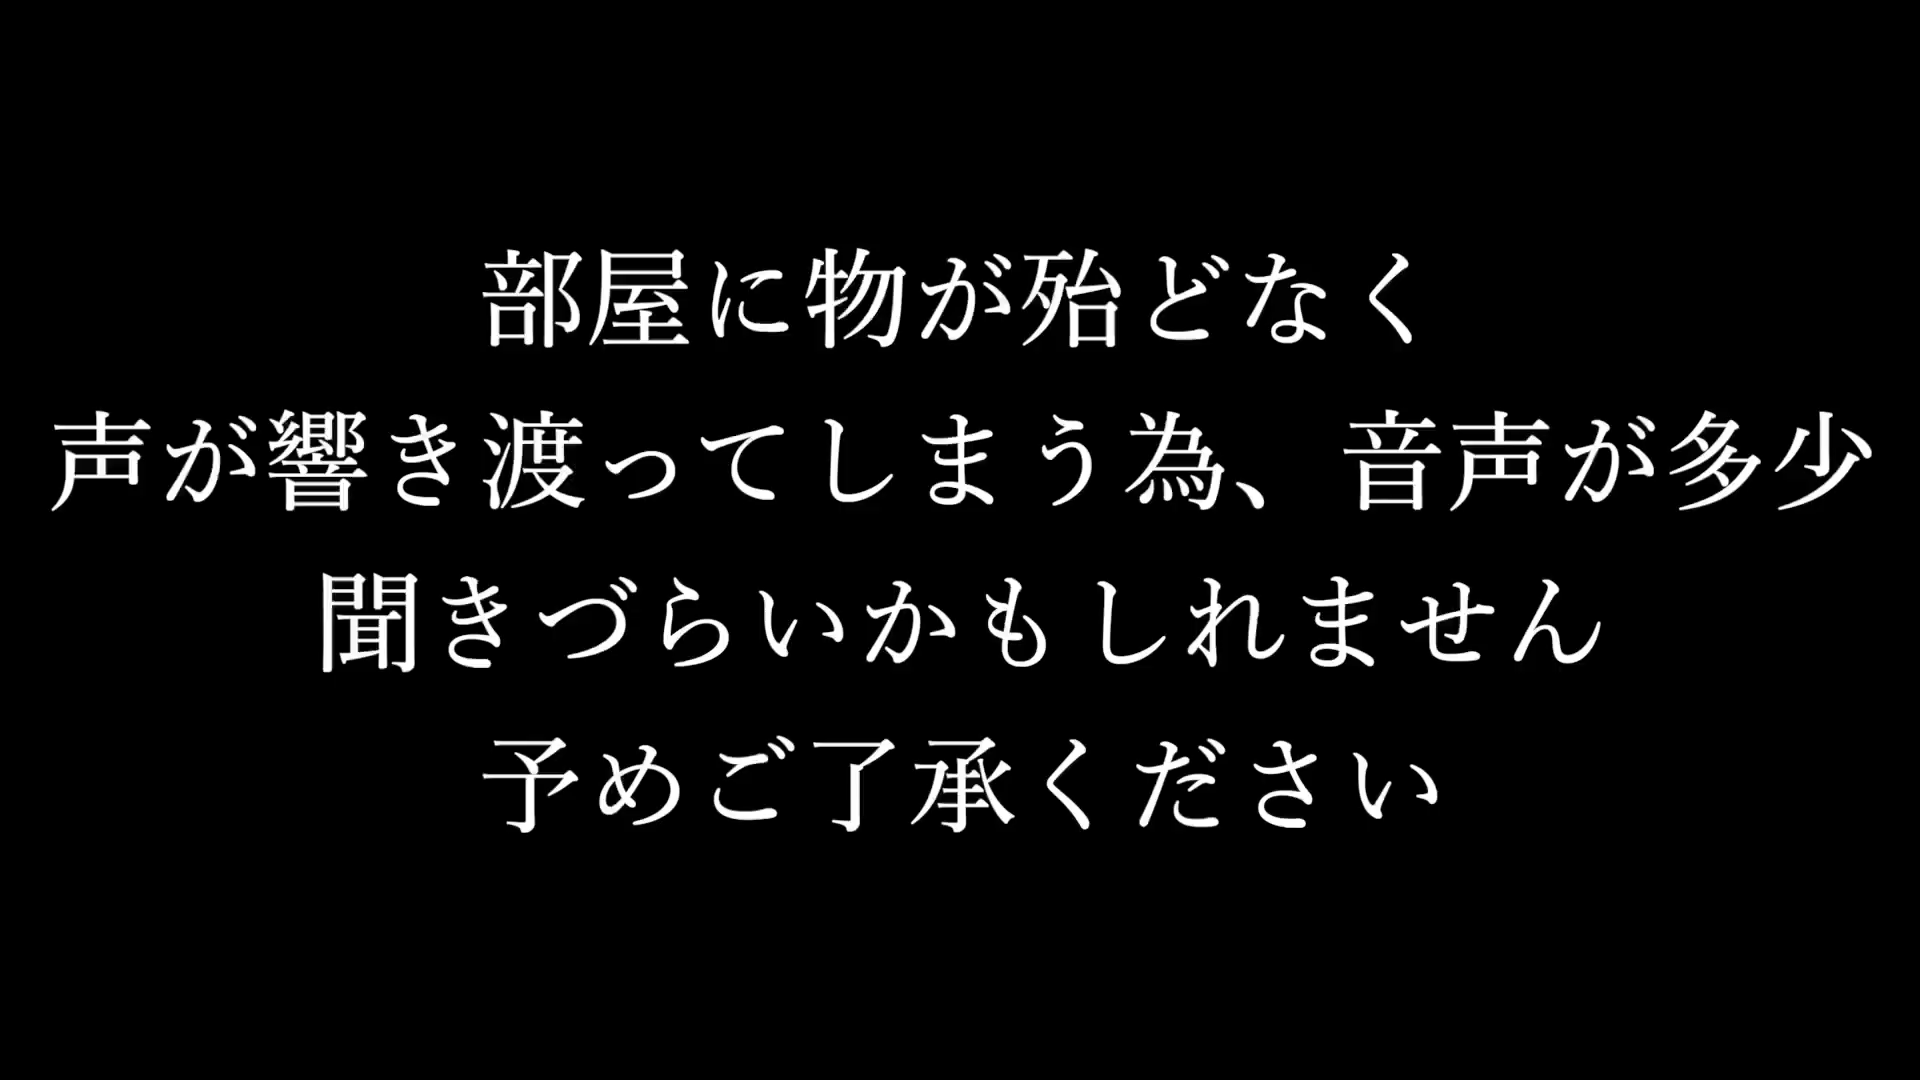 部屋に物が殆どなく
声が響き渡ってしまう為、音声が多少
聞きづらいかもしれません
予めご了承ください